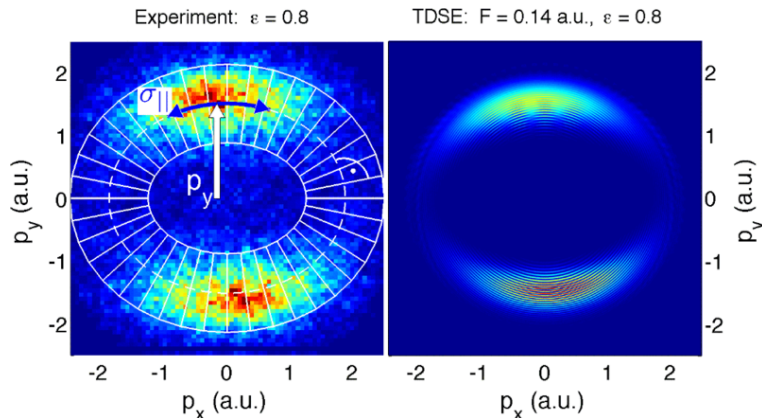 Experiment: ε = 0.8
TDSE: F = 0.14 a.u., ε = 0.8
σ||
p_y
p_y (a.u.)
2
1
0
-1
-2
-2 -1 0 1 2
p_x (a.u.)
2
1
0
-1
-2
p_y (a.u.)
-2 -1 0 1 2
p_x (a.u.)